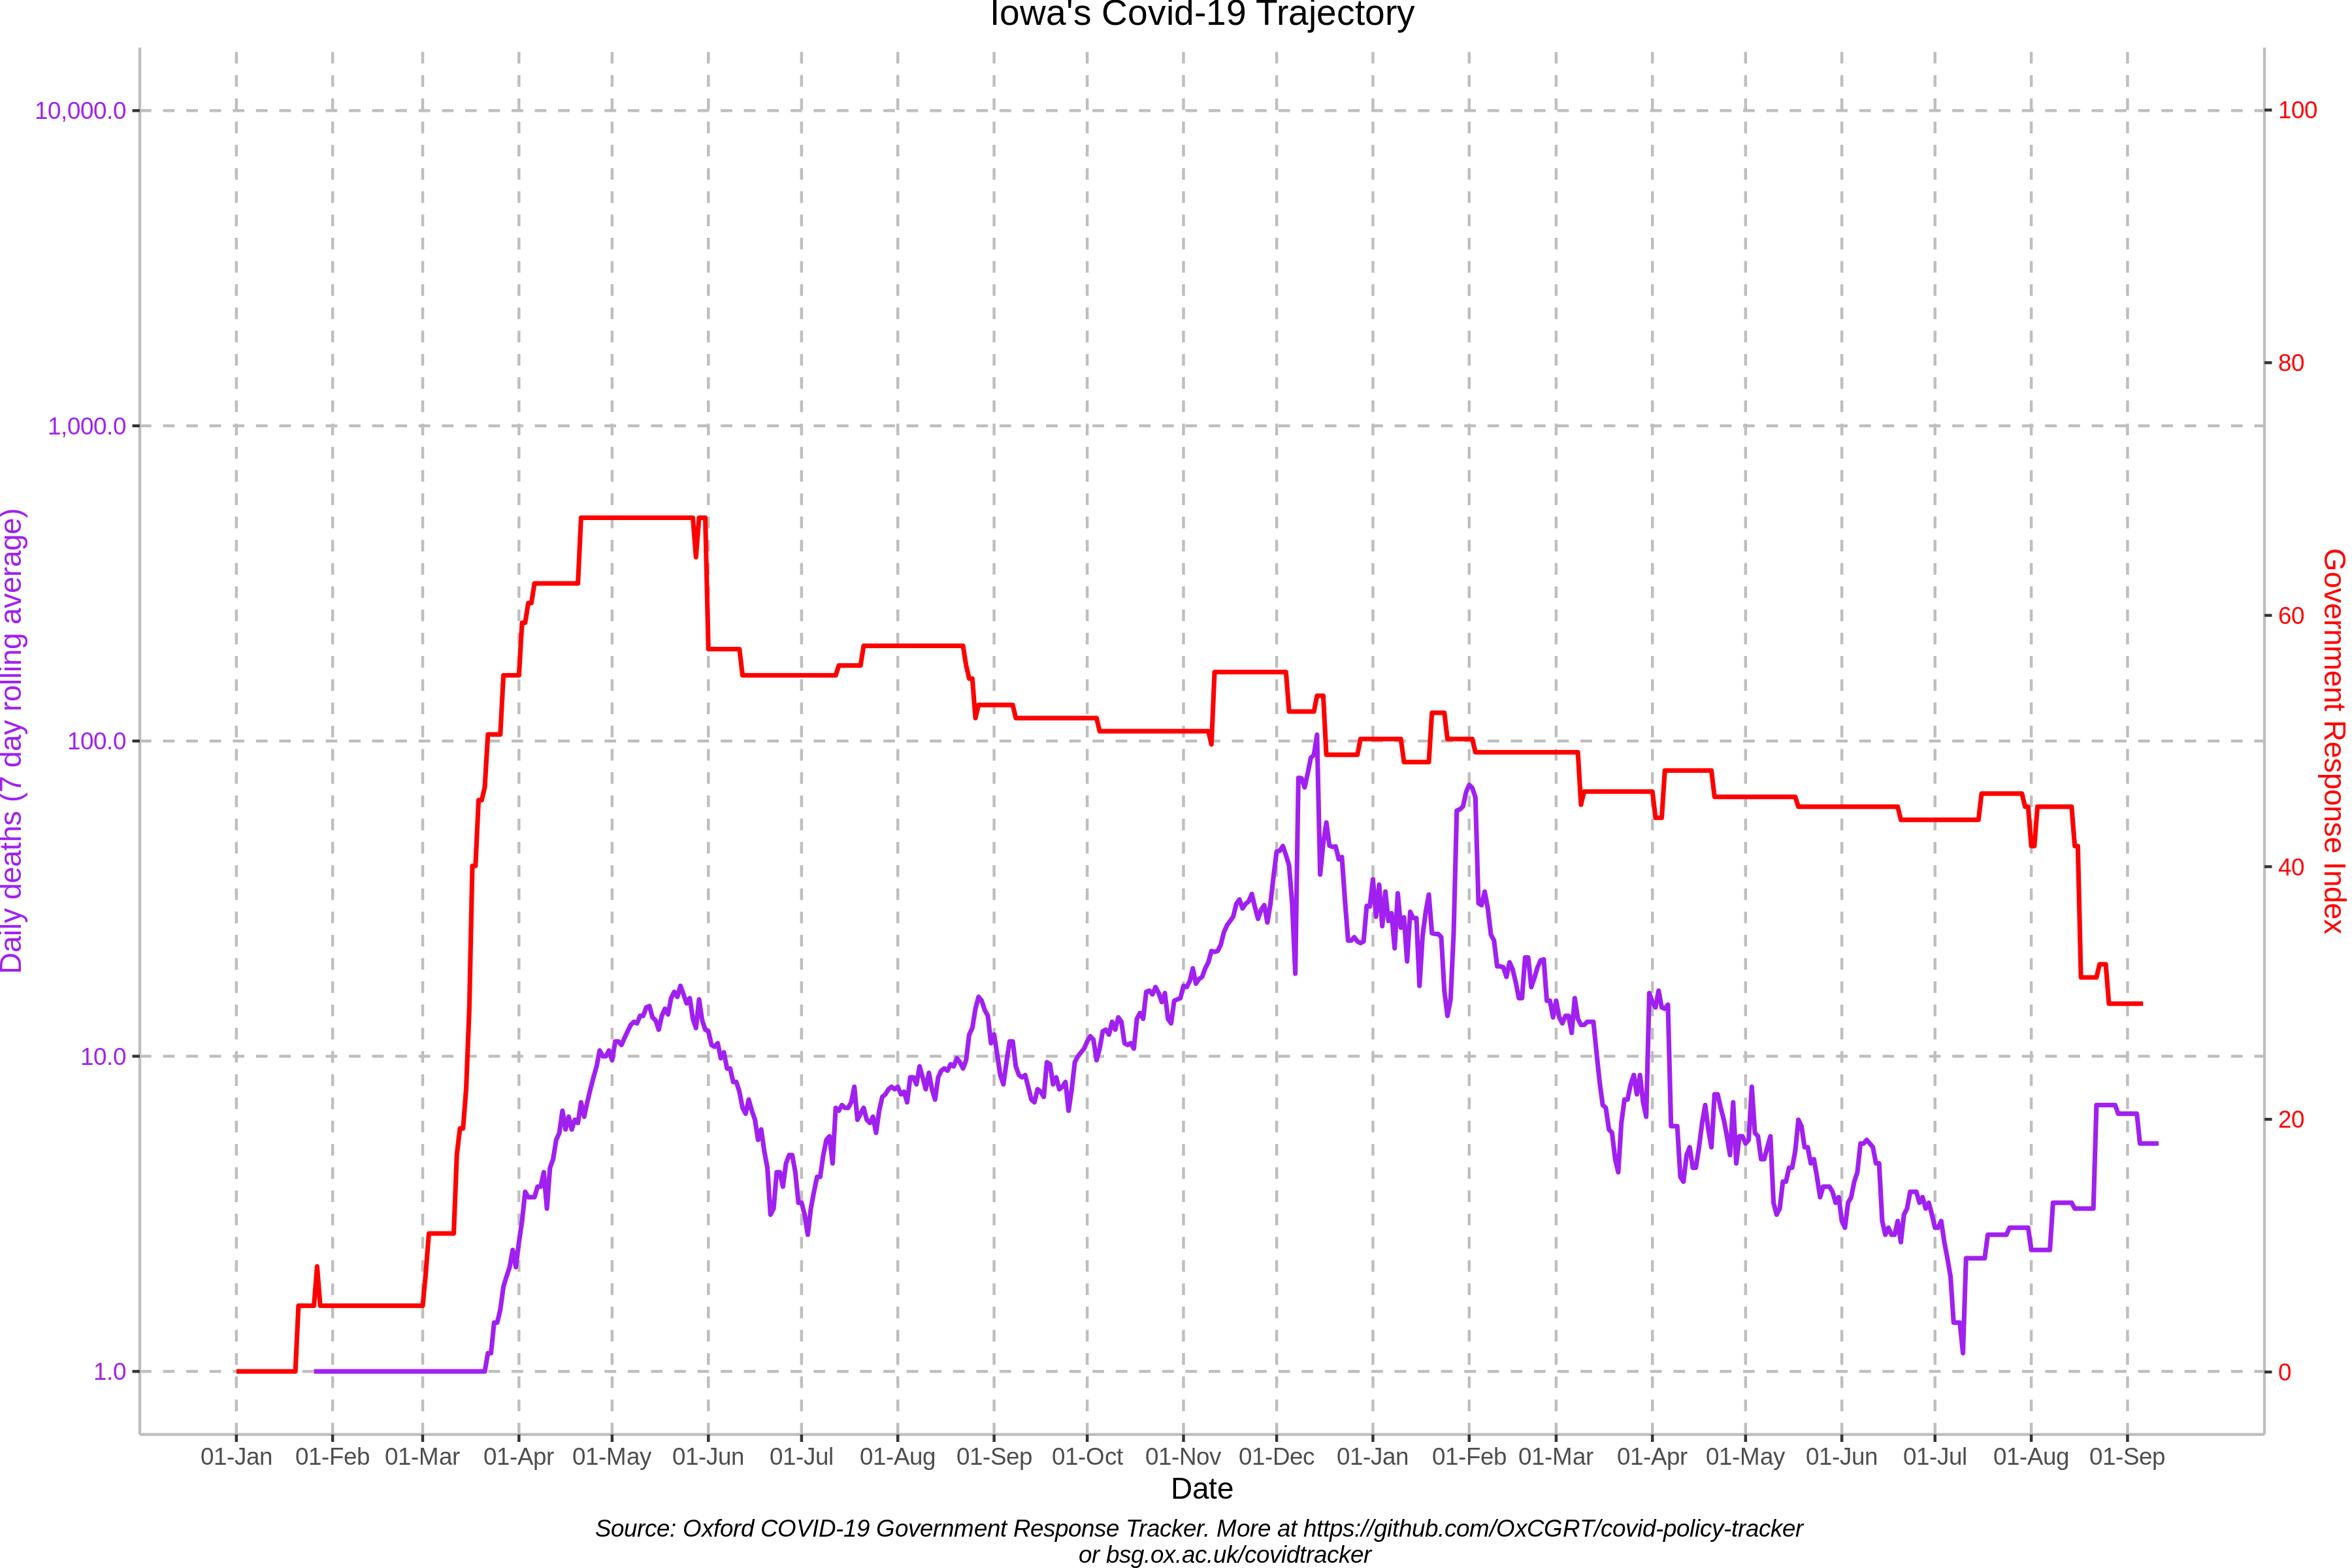 Iowa's Covid-19 Trajectory
10,000.0
1,000.0
100.0
10.0
1.0
Daily deaths (7 day rolling average)
100
80
60
40
20
0
Government Response Index
01-Jan 01-Feb 01-Mar 01-Apr 01-May 01-Jun 01-Jul 01-Aug 01-Sep 01-Oct 01-Nov 01-Dec 01-Jan 01-Feb 01-Mar 01-Apr 01-May 01-Jun 01-Jul 01-Aug 01-Sep
Date
Source: Oxford COVID-19 Government Response Tracker. More at https://github.com/OxCGRT/covid-policy-tracker
or bsg.ox.ac.uk/covidtracker